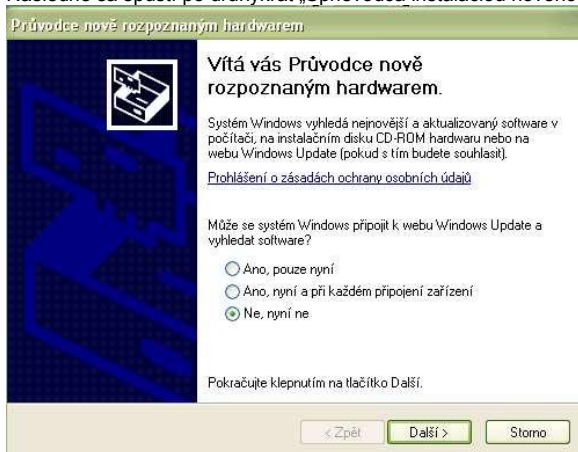 Průvodce nově rozpoznaným hardwarem
Vítá vás Průvodce nově
rozpoznaným hardwarem.
Systém Windows vyhledá nejnovější a aktualizovaný software v
počítači, na instalačním disku CD-ROM hardwaru nebo na
webu Windows Update (pokud s tím budete souhlasit).
Prohlášení o zásadách ochrany osobních údajů
Může se systém Windows připojit k webu Windows Update a
vyhledat software?
Ano, pouze nyní
Ano, nyní a při každém připojení zařízení
Ne, nyní ne
Pokračujte klepnutím na tlačítko Další.
< Zpět
Další >
Storno